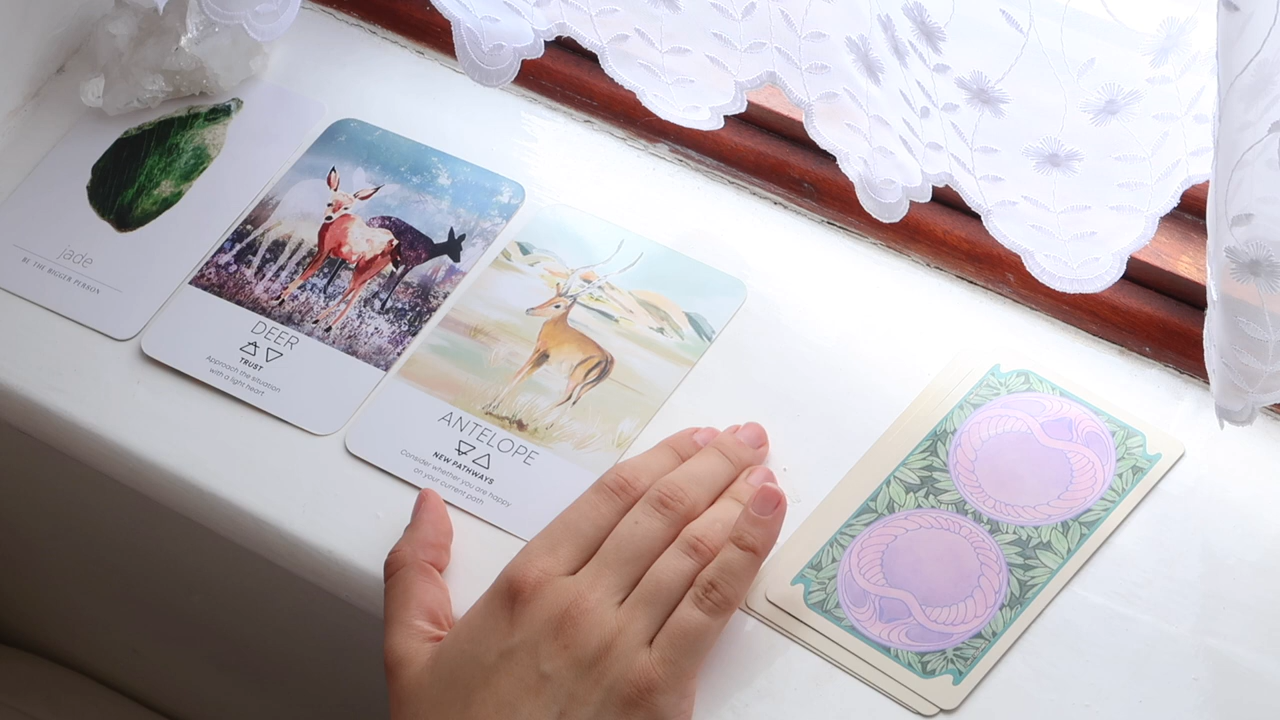 jade
BE THE BIGGER PERSON
DEER
TRUST
Approach the situation
with a light heart
ANTELOPE
NEW PATHWAYS
Consider whether you are happy
on your current path